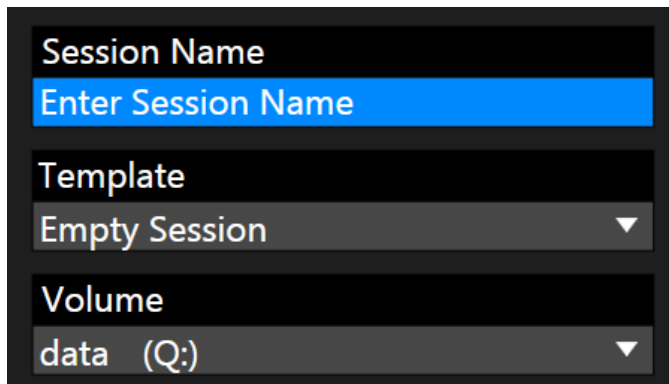 Session Name
Enter Session Name
Template
Empty Session
Volume
data (Q:)